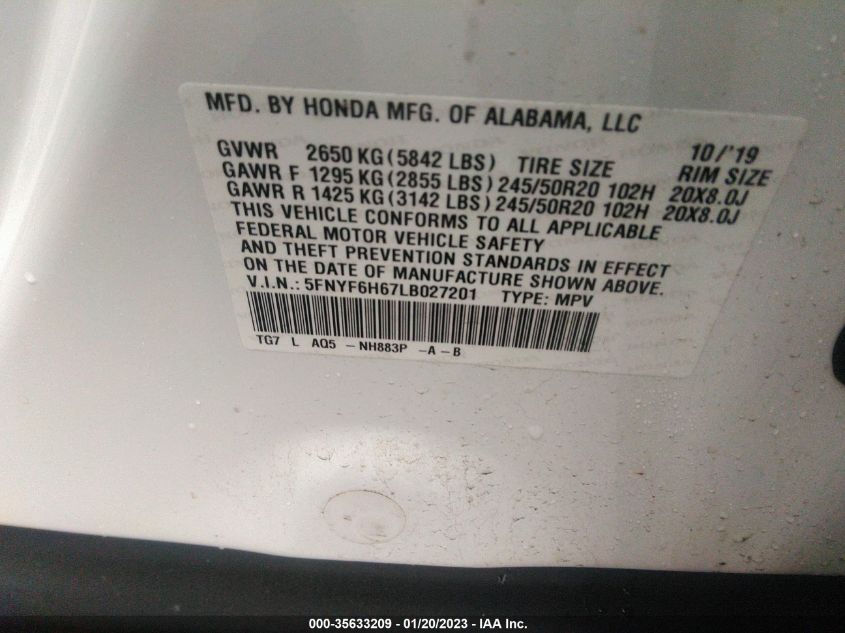 MFD. BY HONDA MFG. OF ALABAMA, LLC
10/'19
GVWR 2650 KG (5842 LBS) TIRE SIZE RIM SIZE
GAWR F 1295 KG (2855 LBS) 245/50R20 102H 20X8.0J
GAWR R 1425 KG (3142 LBS) 245/50R20 102H 20X8.0J
THIS VEHICLE CONFORMS TO ALL APPLICABLE
FEDERAL MOTOR VEHICLE SAFETY
AND THEFT PREVENTION STANDARDS IN EFFECT
ON THE DATE OF MANUFACTURE SHOWN ABOVE.
V.I.N.: 5FNYF6H67LB027201 TYPE: MPV
TG7 L AQ5 - NH883P -A - B
000-35633209 - 01/20/2023 - IAA Inc.